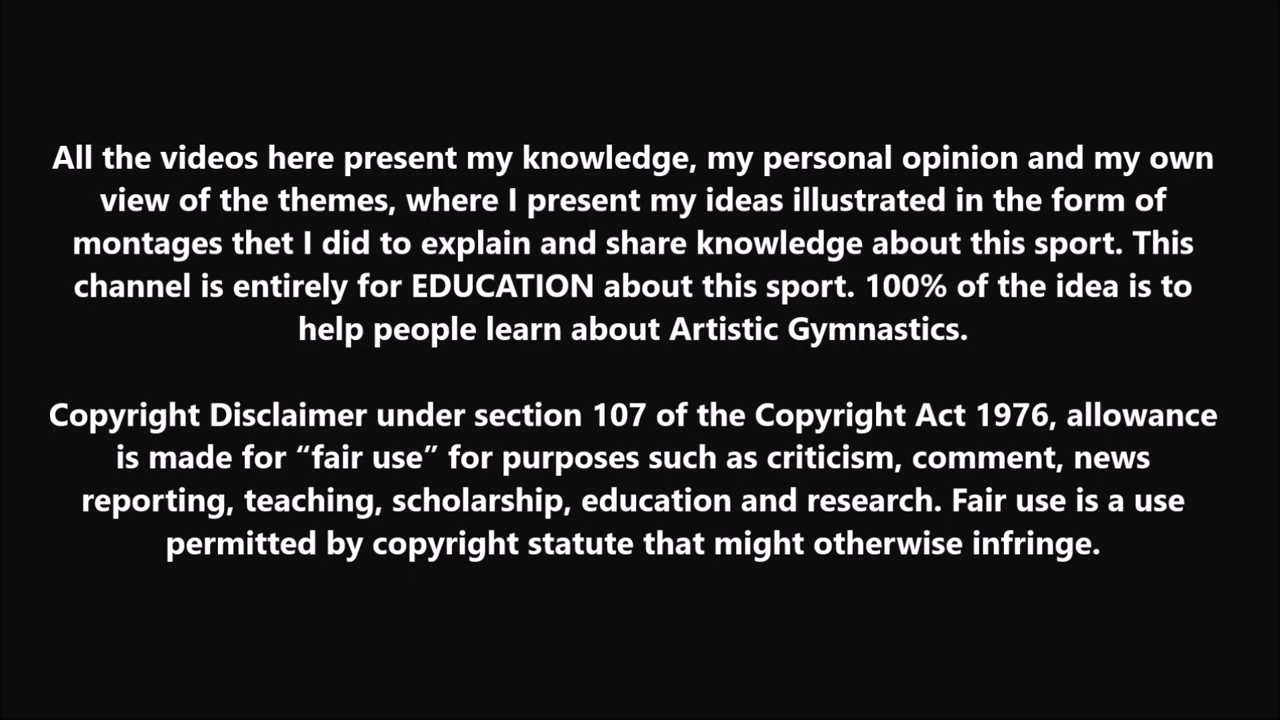 All the videos here present my knowledge, my personal opinion and my own
view of the themes, where I present my ideas illustrated in the form of
montages thet I did to explain and share knowledge about this sport. This
channel is entirely for EDUCATION about this sport. 100% of the idea is to
help people learn about Artistic Gymnastics.
Copyright Disclaimer under section 107 of the Copyright Act 1976, allowance
is made for “fair use” for purposes such as criticism, comment, news
reporting, teaching, scholarship, education and research. Fair use is a use
permitted by copyright statute that might otherwise infringe.